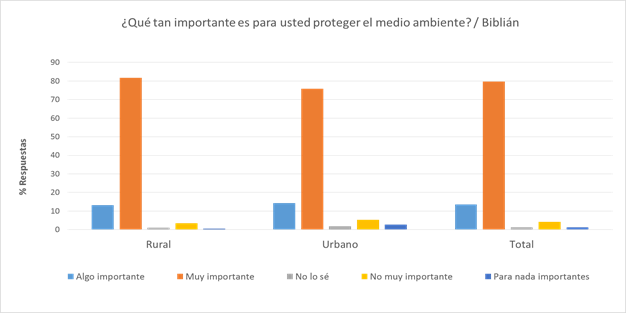 ¿Qué tan importante es para usted proteger el medio ambiente? / Biblián
90
80
70
60
50
40
30
20
10
0
% Respuestas
Rural Urbano Total
Algo importante Muy importante No lo sé No muy importante Para nada importantes